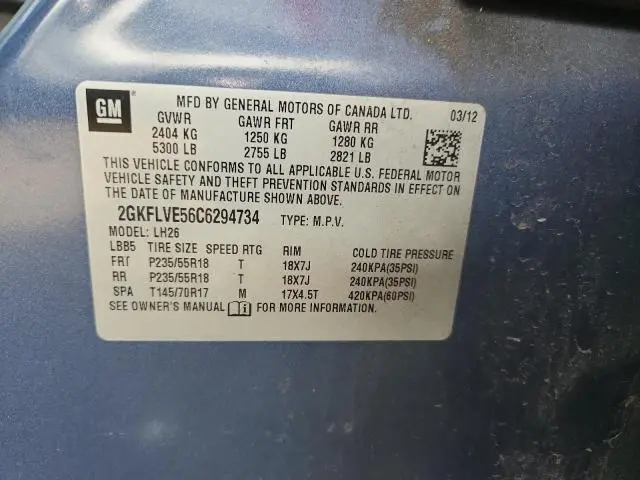 GM
®
MFD BY GENERAL MOTORS OF CANADA LTD. 03/12
GVWR GAWR FRT GAWR RR
2404 KG 1250 KG 1280 KG
5300 LB 2755 LB 2821 LB
THIS VEHICLE CONFORMS TO ALL APPLICABLE U.S. FEDERAL MOTOR
VEHICLE SAFETY AND THEFT PREVENTION STANDARDS IN EFFECT ON
THE DATE OF MANUFACTURE SHOWN ABOVE.
2GKFLVE56C6294734 TYPE: M.P.V.
MODEL: LH26
LBB5 TIRE SIZE SPEED RTG RIM COLD TIRE PRESSURE
FRT P235/55R18 T 18X7J 240KPA(35PSI)
RR P235/55R18 T 18X7J 240KPA(35PSI)
SPA T145/70R17 M 17X4.5T 420KPA(60PSI)
SEE OWNER'S MANUAL FOR MORE INFORMATION.